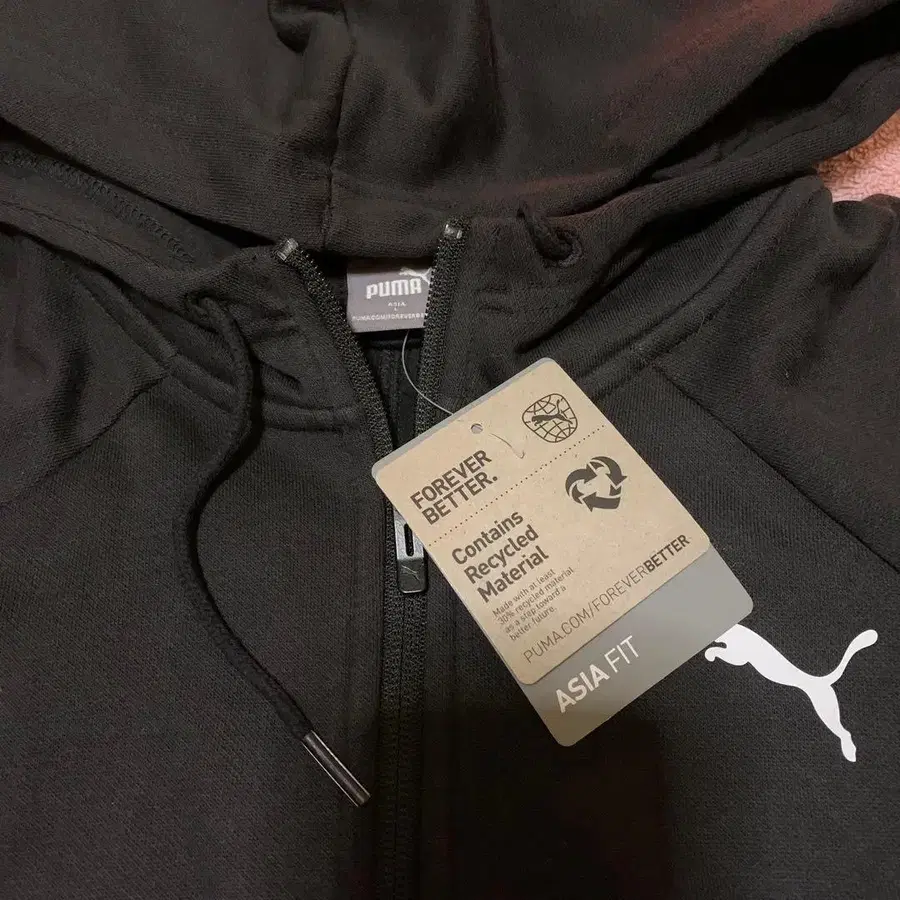 PUMA
ASIA
L
PUMA.COM/FOREVERBE
FOREVER
BETTER.
Contains
Recycled
Material
Made with at least
30% recycled material
as a step toward a
better future.
PUMA.COM/FOREVERBETTER
ASIA FIT